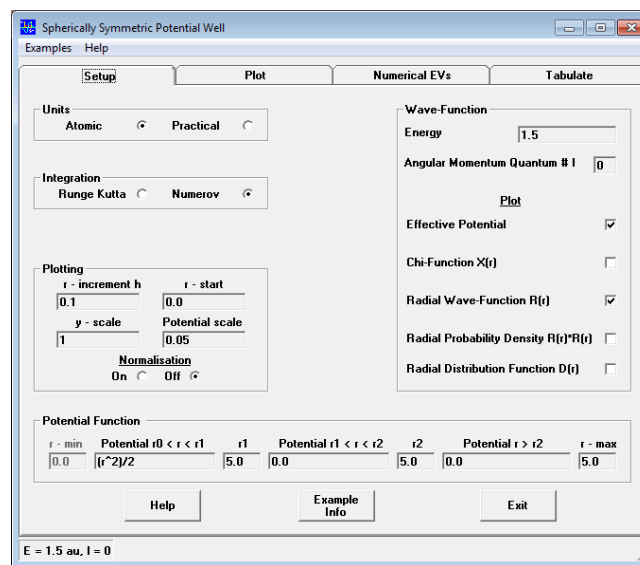 Spherically Symmetric Potential Well
Examples Help
Setup Plot Numerical EVs Tabulate
Units
Atomic Practical
Integration
Runge Kutta Numerov
Plotting
r - increment h r - start
0.1 0.0
y - scale Potential scale
1 0.05
Normalisation
On Off
Wave-Function
Energy 1.5
Angular Momentum Quantum # l 0
Plot
Effective Potential
Chi-Function X(r)
Radial Wave-Function R(r)
Radial Probability Density R(r)*R(r)
Radial Distribution Function D(r)
Potential Function
r - min Potential r0 < r < r1 r1 Potential r1 < r < r2 r2 Potential r > r2 r - max
0.0 (r^2)/2 5.0 0.0 5.0 0.0 5.0
Help Example Info Exit
E = 1.5 au, l = 0